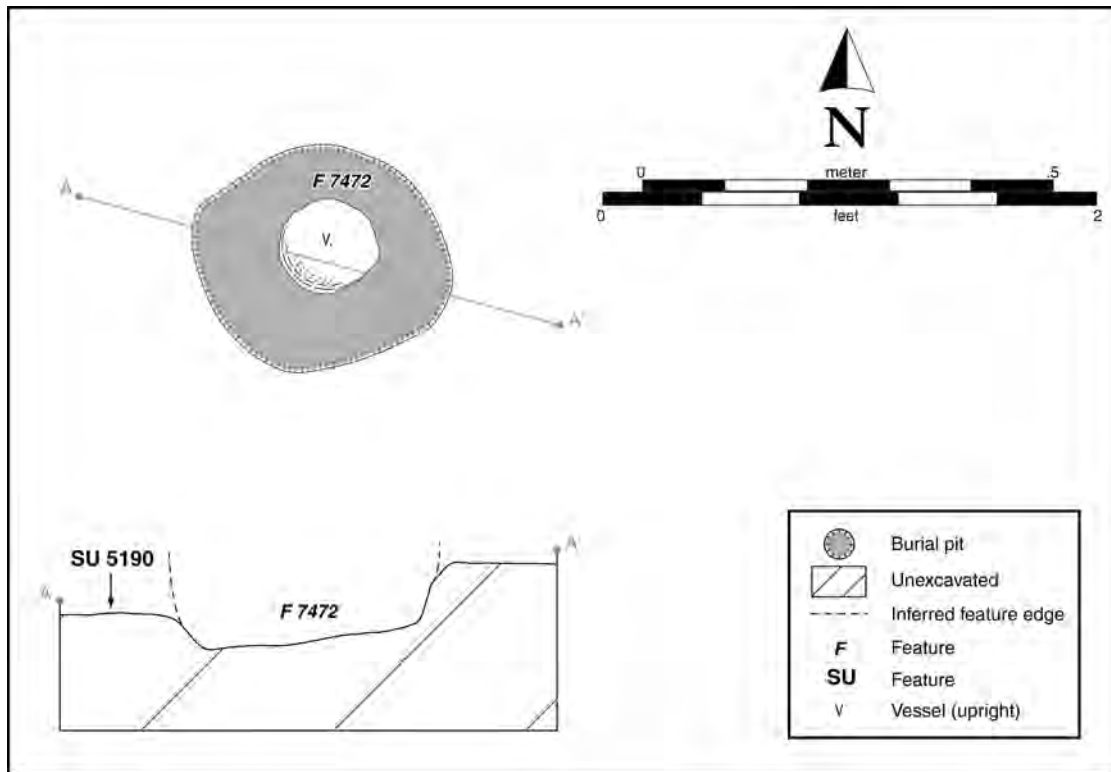 N
0 meter .5
0 feet 2
A
F 7472
V.
A'
SU 5190
A
F 7472
A'
Burial pit
Unexcavated
Inferred feature edge
F Feature
SU Feature
V Vessel (upright)